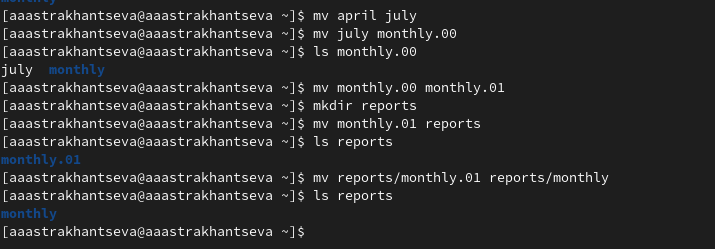 monthly
[aaastrakhantseva@aaastrakhantseva ~]$ mv april july
[aaastrakhantseva@aaastrakhantseva ~]$ mv july monthly.00
[aaastrakhantseva@aaastrakhantseva ~]$ ls monthly.00
july  monthly
[aaastrakhantseva@aaastrakhantseva ~]$ mv monthly.00 monthly.01
[aaastrakhantseva@aaastrakhantseva ~]$ mkdir reports
[aaastrakhantseva@aaastrakhantseva ~]$ mv monthly.01 reports
[aaastrakhantseva@aaastrakhantseva ~]$ ls reports
monthly.01
[aaastrakhantseva@aaastrakhantseva ~]$ mv reports/monthly.01 reports/monthly
[aaastrakhantseva@aaastrakhantseva ~]$ ls reports
monthly
[aaastrakhantseva@aaastrakhantseva ~]$